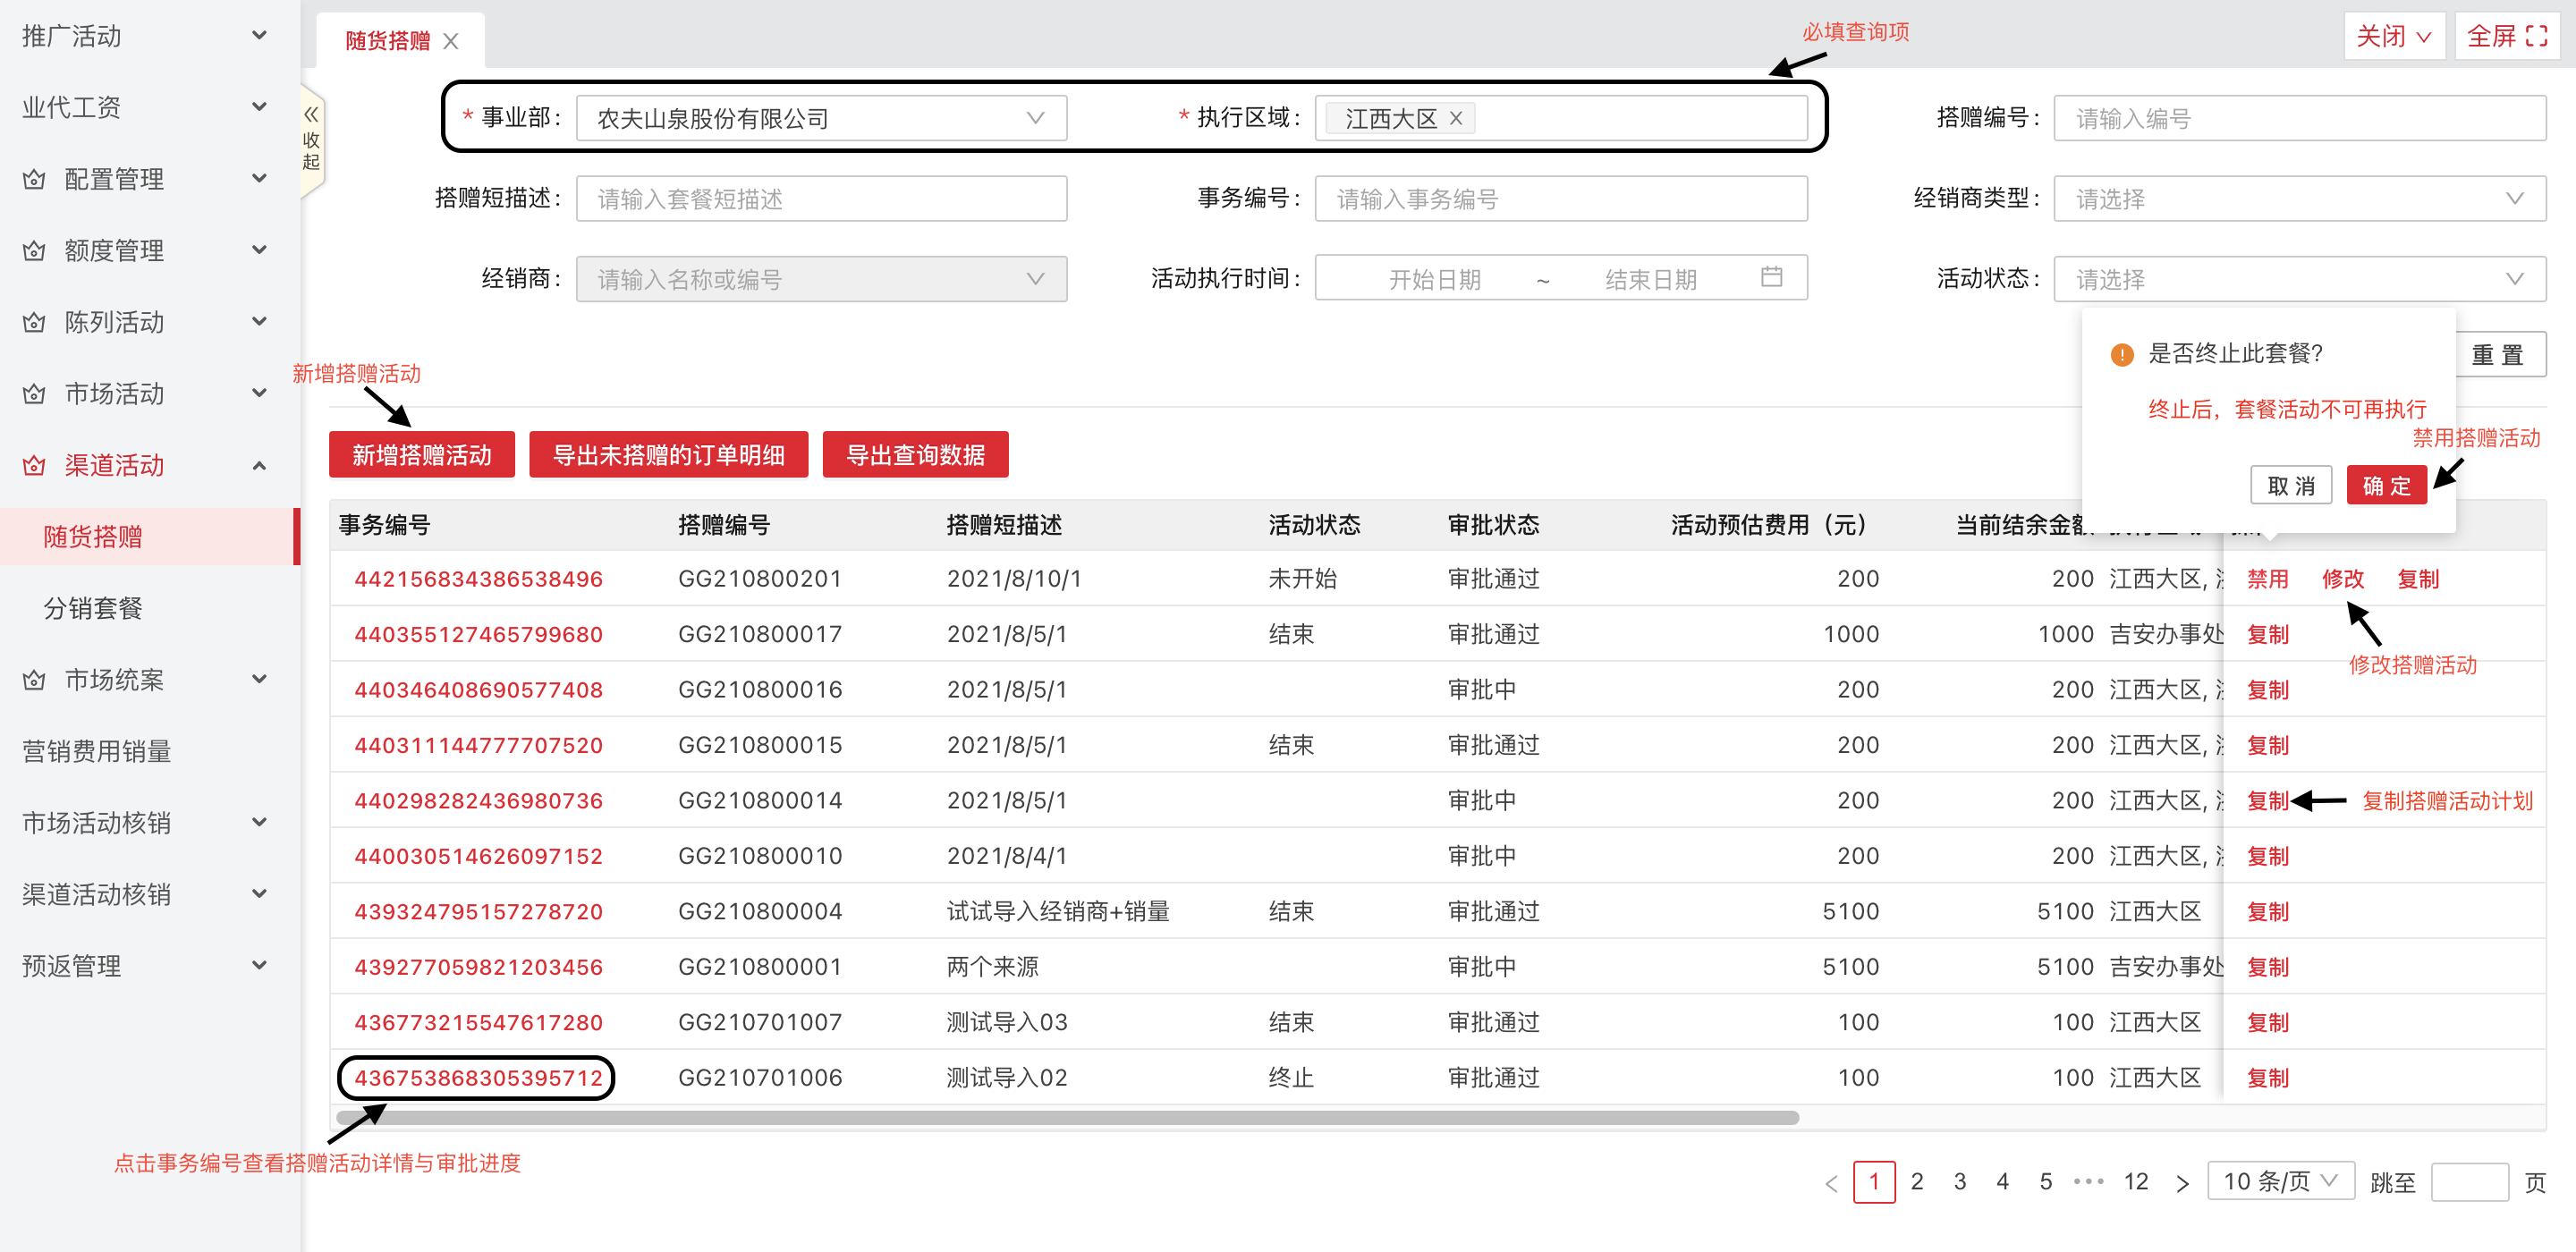 推广活动
业代工资
配置管理
额度管理
陈列活动
市场活动
渠道活动
随货搭赠
分销套餐
市场统案
营销费用销量
市场活动核销
渠道活动核销
预返管理
收起
随货搭赠
必填查询项
关闭
全屏
* 事业部: 农夫山泉股份有限公司
* 执行区域: 江西大区
搭赠编号: 请输入编号
搭赠短描述: 请输入套餐短描述
事务编号: 请输入事务编号
经销商类型: 请选择
经销商: 请输入名称或编号
活动执行时间: 开始日期 ~ 结束日期
活动状态: 请选择
是否终止此套餐?
终止后，套餐活动不可再执行
取 消 确 定
重 置
禁用搭赠活动
新增搭赠活动
新增搭赠活动 导出未搭赠的订单明细 导出查询数据
事务编号 搭赠编号 搭赠短描述 活动状态 审批状态 活动预估费用（元） 当前结余金额
442156834386538496 GG210800201 2021/8/10/1 未开始 审批通过 200 200 江西大区, 禁用 修改 复制
440355127465799680 GG210800017 2021/8/5/1 结束 审批通过 1000 1000 吉安办事处 复制
修改搭赠活动
440346408690577408 GG210800016 2021/8/5/1 审批中 200 200 江西大区, 复制
440311144777707520 GG210800015 2021/8/5/1 结束 审批通过 200 200 江西大区, 复制
440298282436980736 GG210800014 2021/8/5/1 审批中 200 200 江西大区, 复制 复制搭赠活动计划
440030514626097152 GG210800010 2021/8/4/1 审批中 200 200 江西大区, 复制
439324795157278720 GG210800004 试试导入经销商+销量 结束 审批通过 5100 5100 江西大区 复制
439277059821203456 GG210800001 两个来源 审批中 5100 5100 吉安办事处 复制
436773215547617280 GG210701007 测试导入03 结束 审批通过 100 100 江西大区 复制
436753868305395712 GG210701006 测试导入02 终止 审批通过 100 100 江西大区 复制
点击事务编号查看搭赠活动详情与审批进度
< 1 2 3 4 5 ••• 12 > 10 条/页 跳至 页